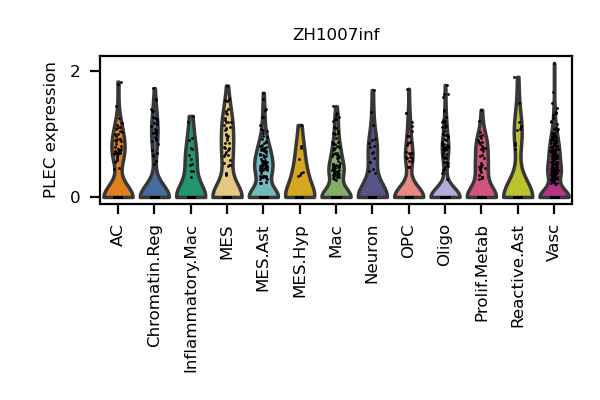 ZH1007inf
PLEC expression
2
0
AC
Chromatin.Reg
Inflammatory.Mac
MES
MES.Ast
MES.Hyp
Mac
Neuron
OPC
Oligo
Prolif.Metab
Reactive.Ast
Vasc